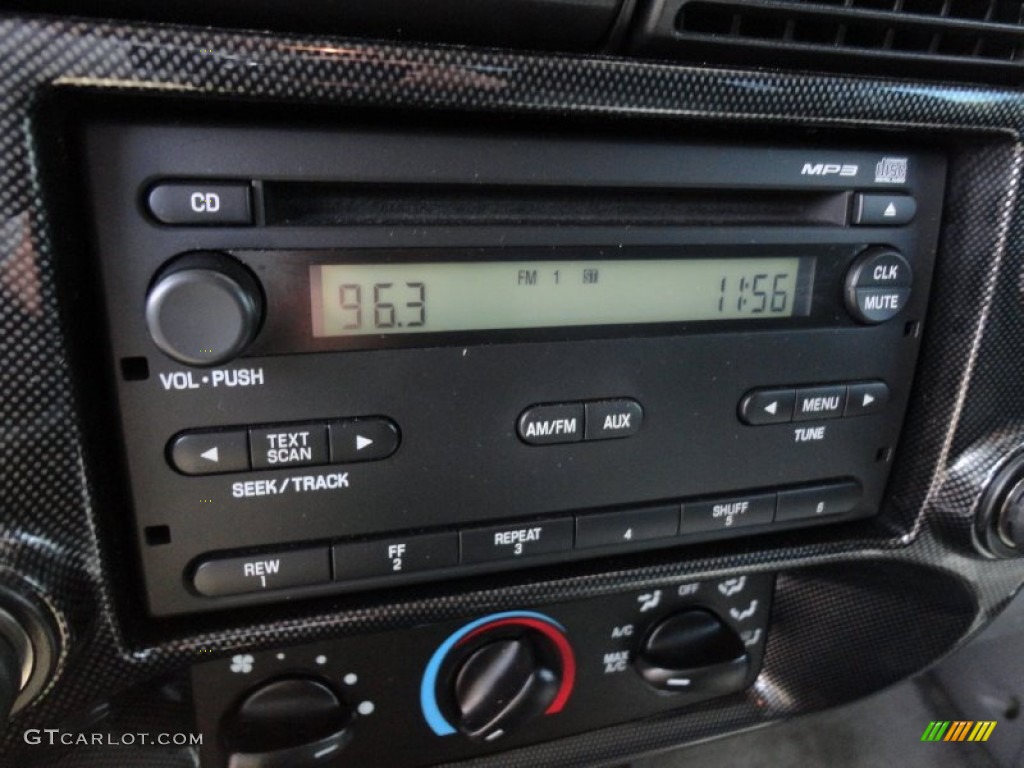 MP3
CD
CLK
MUTE
FM 1 ST
96.3
11:56
VOL•PUSH
TEXT
SCAN
SEEK/TRACK
AM/FM
AUX
MENU
TUNE
REW
1
FF
2
REPEAT
3
4
SHUFF
5
6
OFF
A/C
MAX
A/C
GTCARLOT.COM